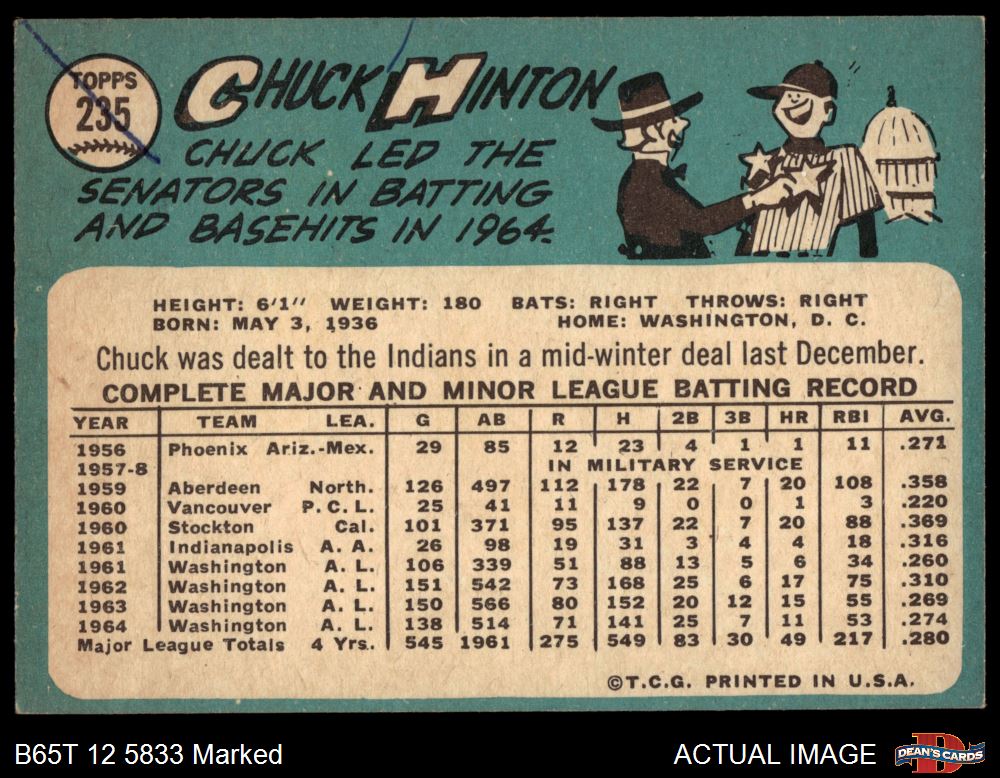 TOPPS
235
CHUCK HINTON
CHUCK LED THE
SENATORS IN BATTING
AND BASEHITS IN 1964.
HEIGHT: 6'1" WEIGHT: 180 BATS: RIGHT THROWS: RIGHT
BORN: MAY 3, 1936 HOME: WASHINGTON, D. C.
Chuck was dealt to the Indians in a mid-winter deal last December.
COMPLETE MAJOR AND MINOR LEAGUE BATTING RECORD
YEAR TEAM LEA. G AB R H 2B 3B HR RBI AVG.
1956 Phoenix Ariz.-Mex. 29 85 12 23 4 1 1 11 .271
1957-8 IN MILITARY SERVICE
1959 Aberdeen North. 126 497 112 178 22 7 20 108 .358
1960 Vancouver P.C.L. 25 41 11 9 0 0 1 3 .220
1960 Stockton Cal. 101 371 95 137 22 7 20 88 .369
1961 Indianapolis A. A. 26 98 19 31 3 4 4 18 .316
1961 Washington A. L. 106 339 51 88 13 5 6 34 .260
1962 Washington A. L. 151 542 73 168 25 6 17 75 .310
1963 Washington A. L. 150 566 80 152 20 12 15 55 .269
1964 Washington A. L. 138 514 71 141 25 7 11 53 .274
Major League Totals 4 Yrs. 545 1961 275 549 83 30 49 217 .280
©T.C.G. PRINTED IN U.S.A.
B65T 12 5833 Marked ACTUAL IMAGE DEAN'S CARDS